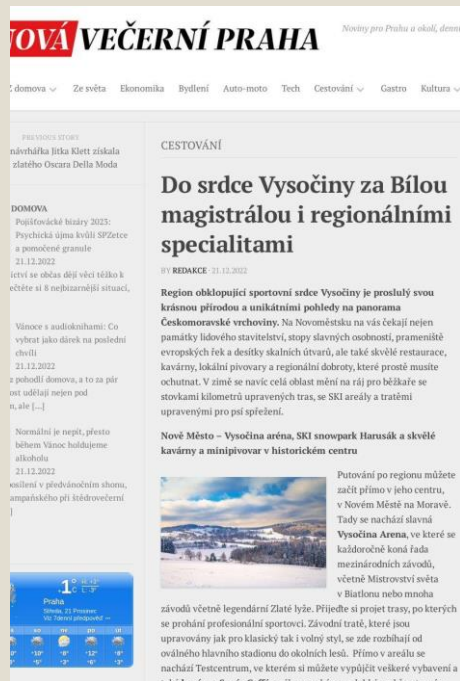 NOVÁ VEČERNÍ PRAHA
Noviny pro Prahu a okolí, denn
domova
Ze světa
Ekonomika
Bydlení
Auto-moto
Tech
Cestování
Gastro
Kultura
PREVIOUS STORY
návrhářka Jitka Klett získala
zlatého Oscara Della Moda
DOMOVA
Pojišťovácké bizáry 2023:
Psychická újma kvůli SPZetce
a pomočené granule
21.12.2022
ictví se občas dějí věci těžko k
ečtěte si 8 nejbizarnější situací,
Vánoce s audioknihami: Co
vybrat jako dárek na poslední
chvíli
21.12.2022
z pohodlí domova, a to za pár
ost udělají nejen pod
m, ale [...]
Normální je nepít, přesto
během Vánoc holdujeme
alkoholu
21.12.2022
posílení v předvánočním shonu,
ampaňského při štědrovečerní
]
1°C
H: +3°
L: -3°
Praha
Středa, 21 Prosinec
Viz 7denní předpověď
CESTOVÁNÍ
Do srdce Vysočiny za Bílou
magistrálou i regionálními
specialitami
BY REDAKCE · 21.12.2022
Region obklopující sportovní srdce Vysočiny je proslulý svou
krásnou přírodou a unikátními pohledy na panorama
Českomoravské vrchoviny. Na Novoměstsku na vás čekají nejen
památky lidového stavitelství, stopy slavných osobností, prameniště
evropských řek a desítky skalních útvarů, ale také skvělé restaurace,
kavárny, lokální pivovary a regionální dobroty, které prostě musíte
ochutnat. V zimě se navíc celá oblast mění na ráj pro běžkaře se
stovkami kilometrů upravených tras, se SKI areály a tratěmi
upravenými pro psí spřežení.
Nové Město – Vysočina aréna, SKI snowpark Harusák a skvělé
kavárny a minipivovar v historickém centru
Putování po regionu můžete
začít přímo v jeho centru,
v Novém Městě na Moravě.
Tady se nachází slavná
Vysočina Arena, ve které se
každoročně koná řada
mezinárodních závodů,
včetně Mistrovství světa
v Biatlonu nebo mnoha
závodů včetně legendární Zlaté lyže. Přijeďte si projet trasy, po kterých
se prohání profesionální sportovci. Závodní tratě, které jsou
upravovány jak pro klasický tak i volný styl, se zde rozbíhají od
oválného hlavního stadionu do okolních lesů. Přímo v areálu se
nachází Testcentrum, ve kterém si můžete vypůjčit veškeré vybavení a